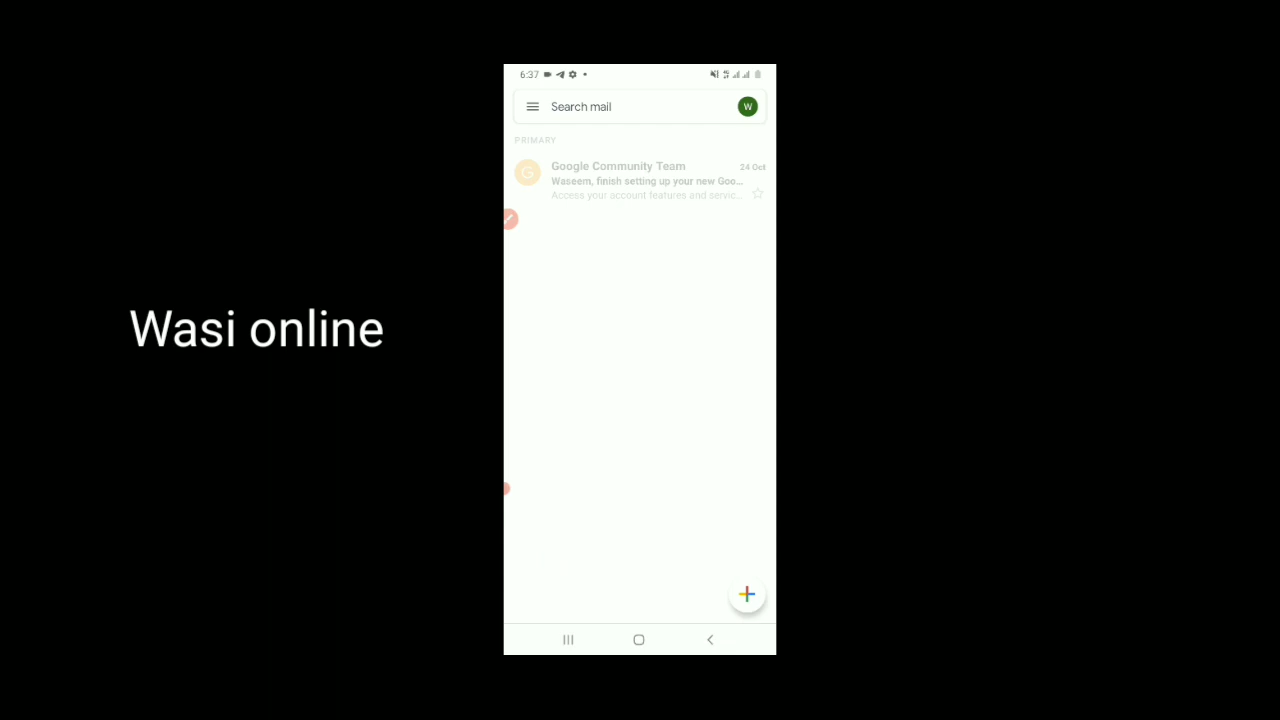 6:37
Search mail
W
PRIMARY
G
Google Community Team
24 Oct
Waseem, finish setting up your new Goo...
Access your account features and servic...
Wasi online